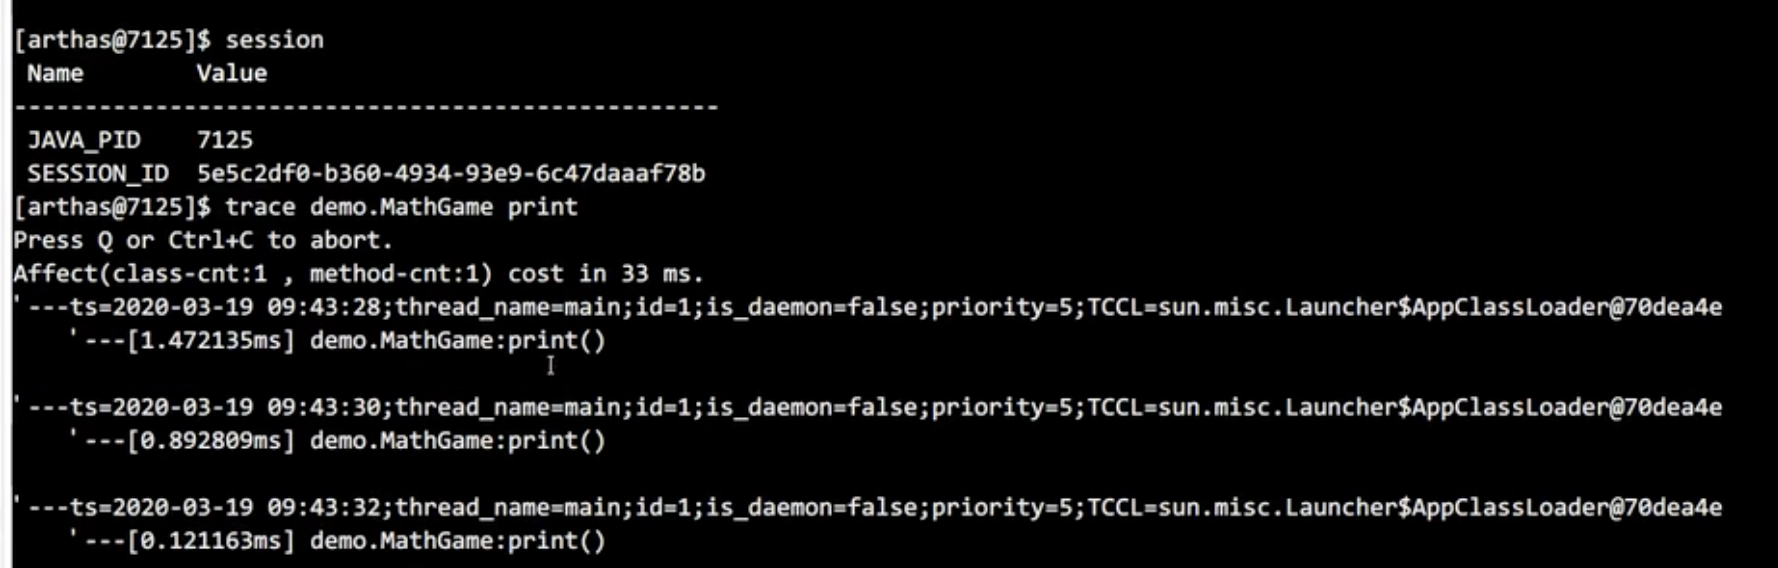 [arthas@7125]$ session
Name Value
--------------------------------------------------
JAVA_PID 7125
SESSION_ID 5e5c2df0-b360-4934-93e9-6c47daaaf78b
[arthas@7125]$ trace demo.MathGame print
Press Q or Ctrl+C to abort.
Affect(class-cnt:1 , method-cnt:1) cost in 33 ms.
`---ts=2020-03-19 09:43:28;thread_name=main;id=1;is_daemon=false;priority=5;TCCL=sun.misc.Launcher$AppClassLoader@70dea4e
`---[1.472135ms] demo.MathGame:print()
`---ts=2020-03-19 09:43:30;thread_name=main;id=1;is_daemon=false;priority=5;TCCL=sun.misc.Launcher$AppClassLoader@70dea4e
`---[0.892809ms] demo.MathGame:print()
`---ts=2020-03-19 09:43:32;thread_name=main;id=1;is_daemon=false;priority=5;TCCL=sun.misc.Launcher$AppClassLoader@70dea4e
`---[0.121163ms] demo.MathGame:print()